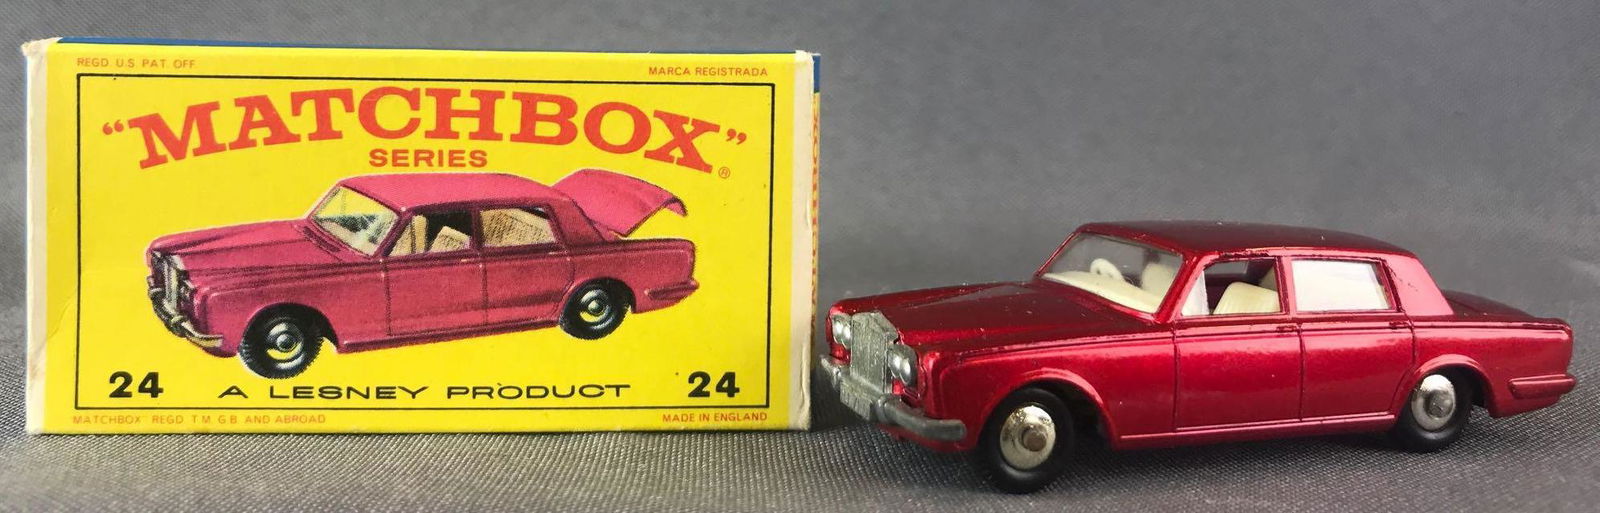 REGD U.S. PAT. OFF.
MARCA REGISTRADA
"MATCHBOX"
SERIES
®
24 A LESNEY PRODUCT 24
MATCHBOX" REGD. T.M. G.B. AND ABROAD
MADE IN ENGLAND